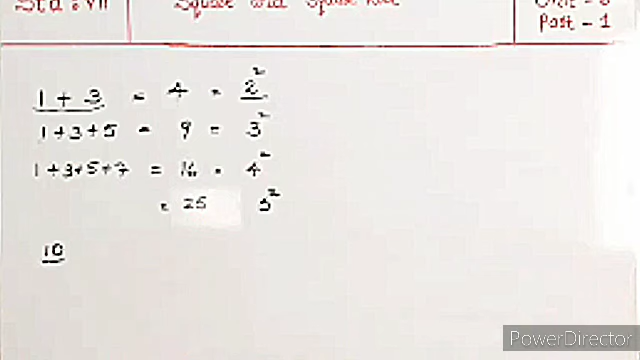 Std : VII Square and Square root Part - 1
1 + 3 = 4 = 2²
1+3+5 = 9 = 3²
1+3+5+7 = 16 = 4²
= 25 5²
10
PowerDirector